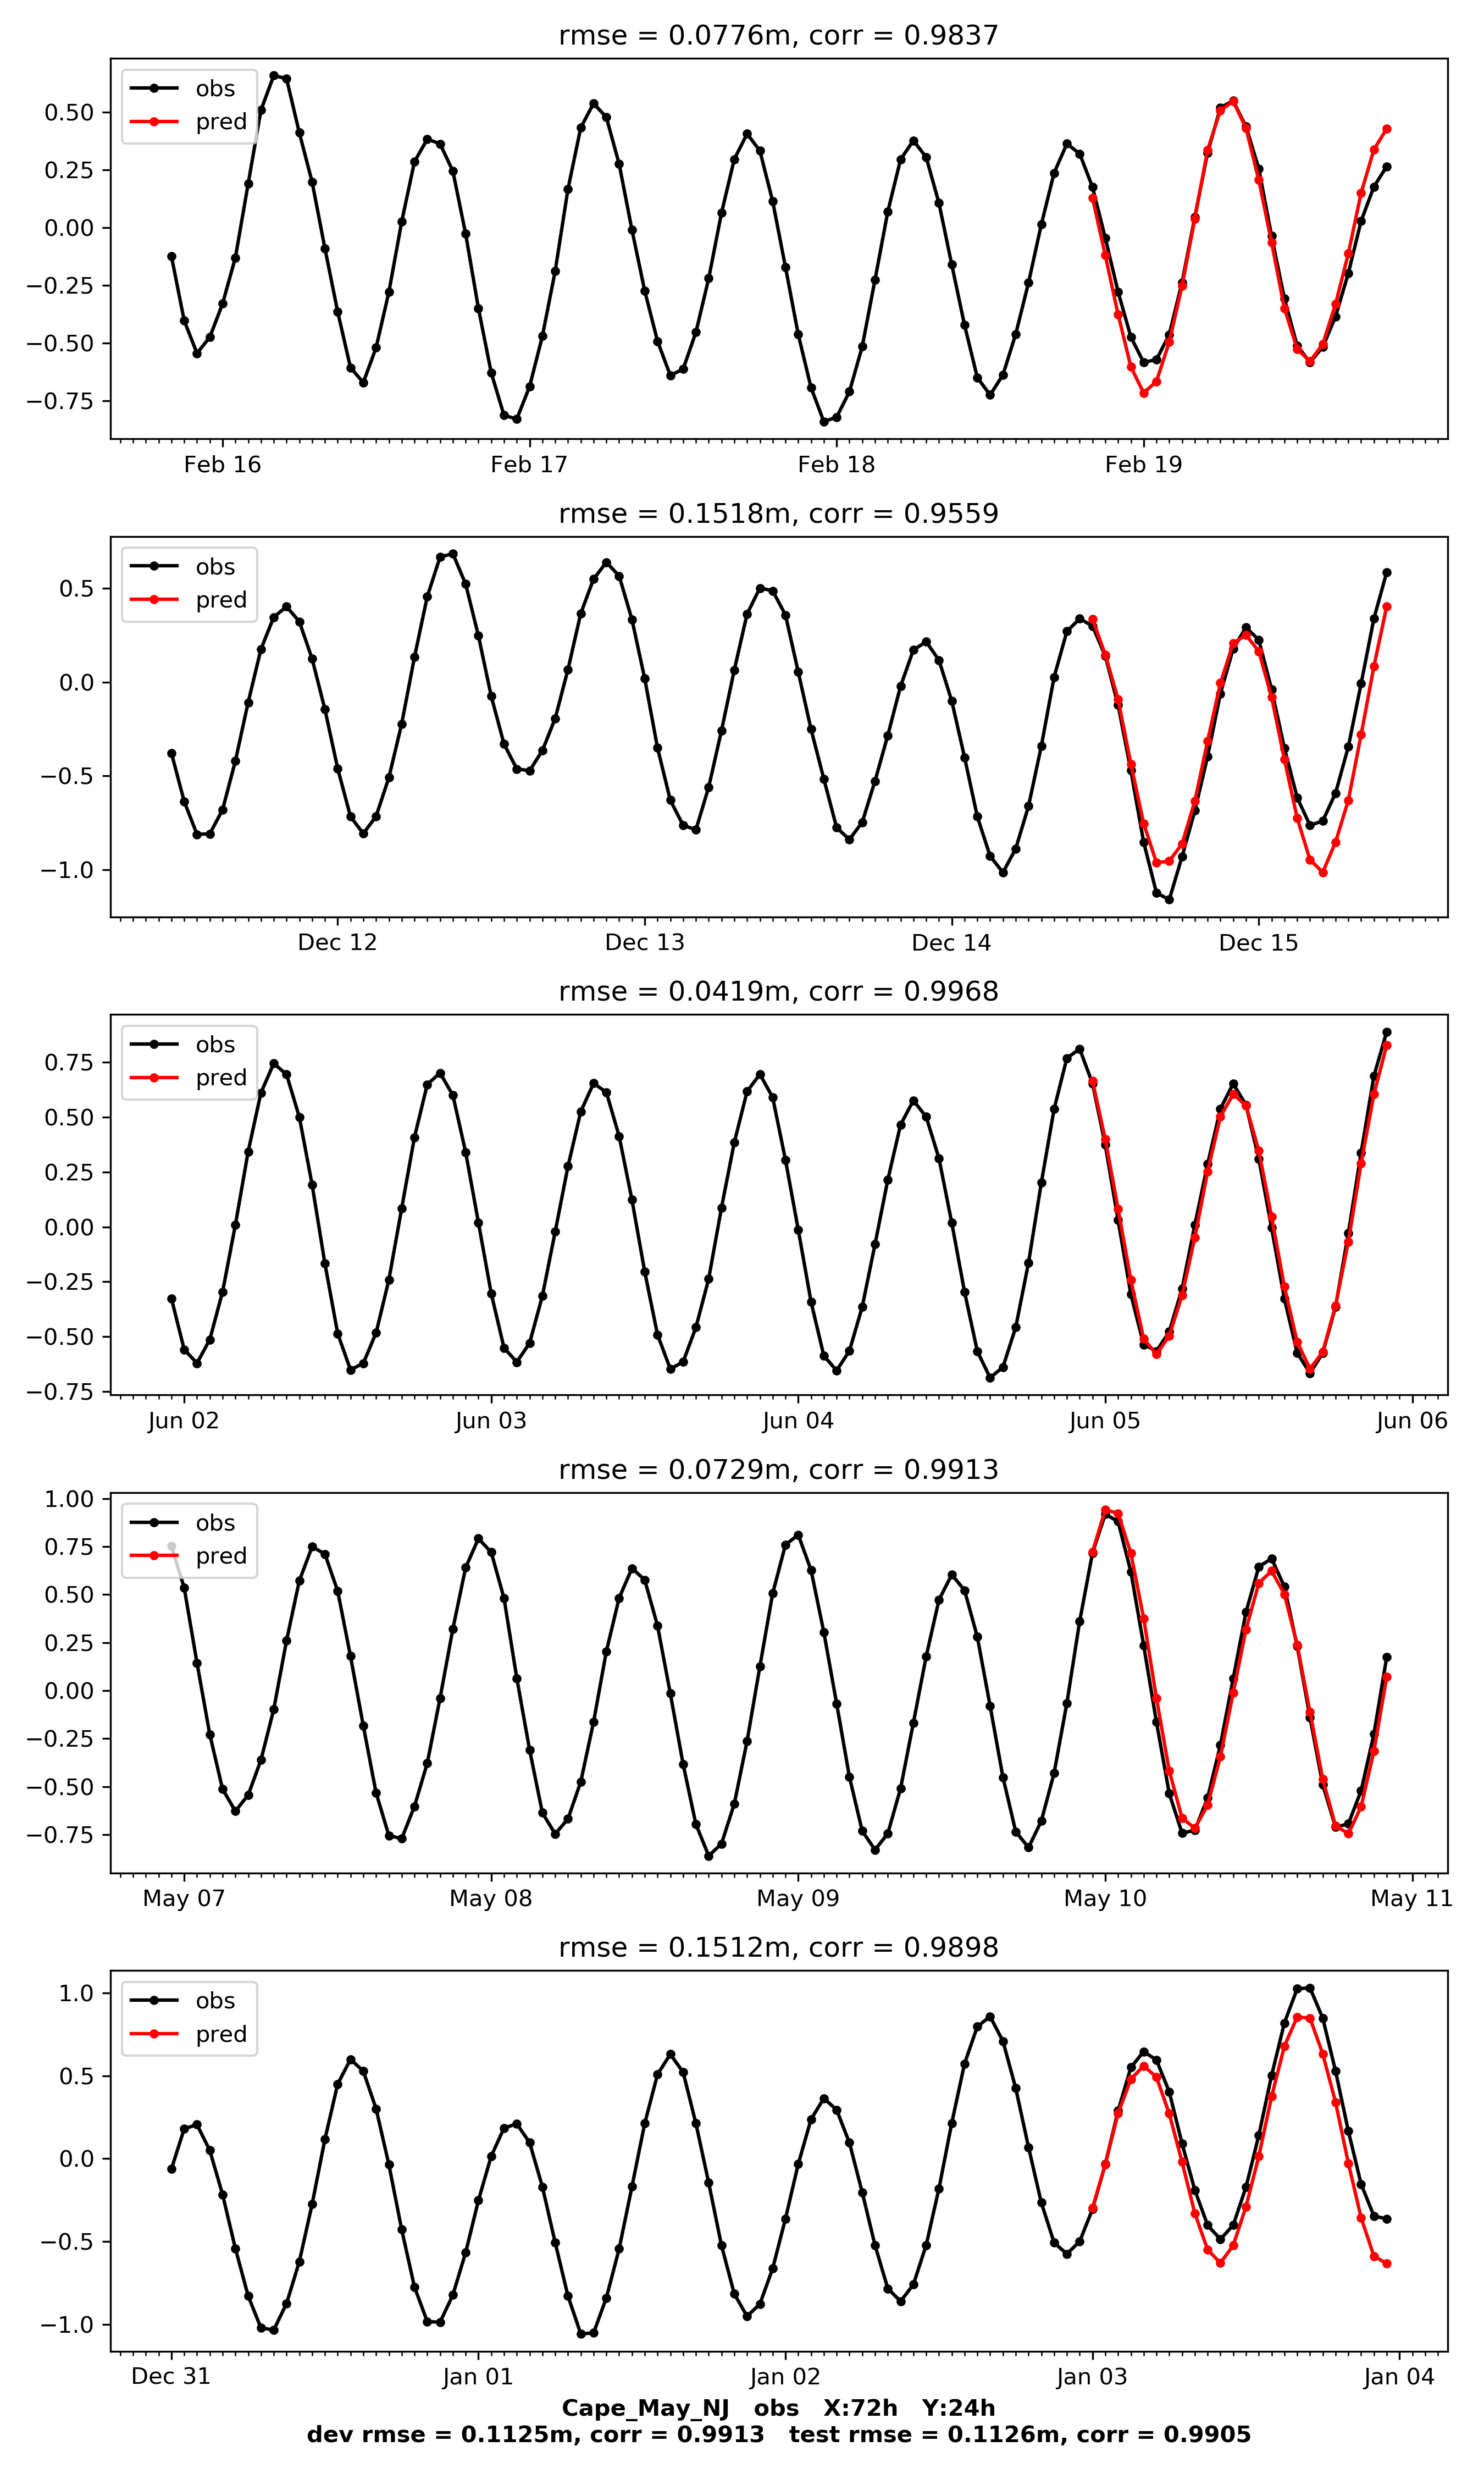 rmse = 0.0776m, corr = 0.9837
obs
pred
0.50
0.25
0.00
−0.25
−0.50
−0.75
Feb 16 Feb 17 Feb 18 Feb 19
rmse = 0.1518m, corr = 0.9559
obs
pred
0.5
0.0
−0.5
−1.0
Dec 12 Dec 13 Dec 14 Dec 15
rmse = 0.0419m, corr = 0.9968
obs
pred
0.75
0.50
0.25
0.00
−0.25
−0.50
−0.75
Jun 02 Jun 03 Jun 04 Jun 05 Jun 06
rmse = 0.0729m, corr = 0.9913
obs
pred
1.00
0.75
0.50
0.25
0.00
−0.25
−0.50
−0.75
May 07 May 08 May 09 May 10 May 11
rmse = 0.1512m, corr = 0.9898
obs
pred
1.0
0.5
0.0
−0.5
−1.0
Dec 31 Jan 01 Jan 02 Jan 03 Jan 04
Cape_May_NJ obs X:72h Y:24h
dev rmse = 0.1125m, corr = 0.9913 test rmse = 0.1126m, corr = 0.9905